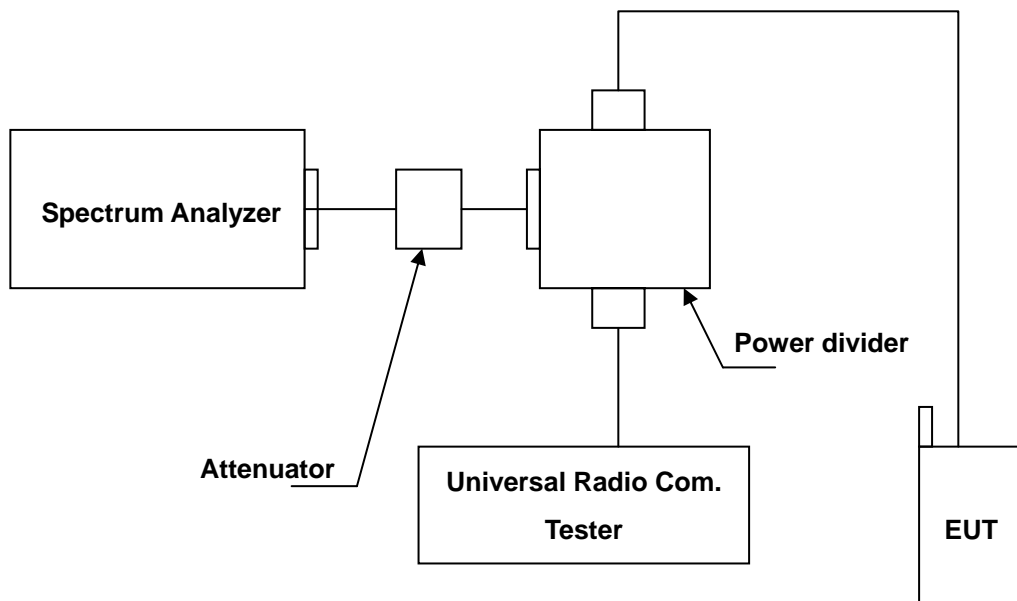 Spectrum Analyzer
Power divider
Attenuator
Universal Radio Com.
Tester
EUT